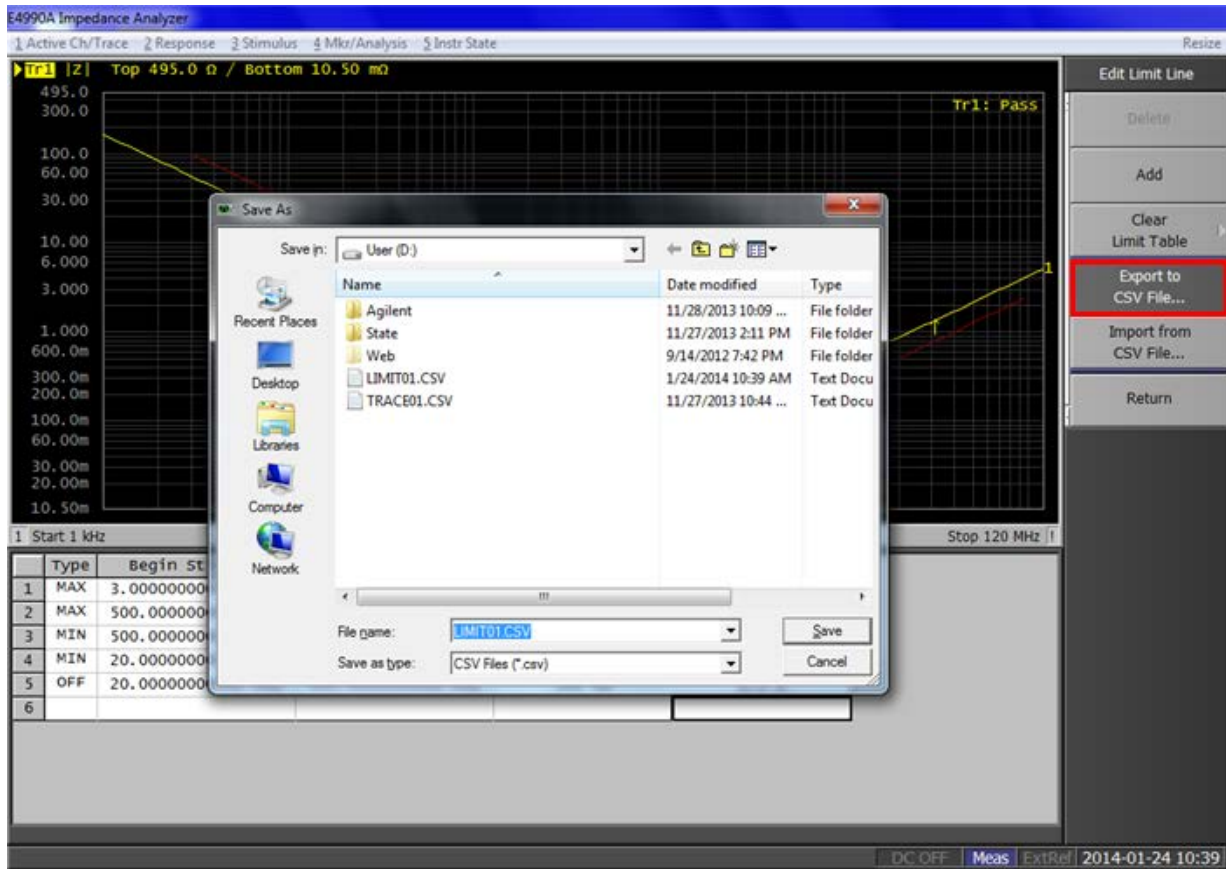 E4990A Impedance Analyzer
1 Active Ch/Trace 2 Response 3 Stimulus 4 Mkr/Analysis 5 Instr State
Resize
Tr1 |Z| Top 495.0 Ω / Bottom 10.50 mΩ
495.0
300.0
100.0
60.00
30.00
10.00
6.000
3.000
1.000
600.0m
300.0m
200.0m
100.0m
60.00m
30.00m
20.00m
10.50m
Tr1: Pass
1
1 Start 1 kHz
Stop 120 MHz
Save As
Save in: User (D:)
Recent Places
Desktop
Libraries
Computer
Network
Name Date modified Type
Agilent 11/28/2013 10:09 ... File folder
State 11/27/2013 2:11 PM File folder
Web 9/14/2012 7:42 PM File folder
LIMIT01.CSV 1/24/2014 10:39 AM Text Docu
TRACE01.CSV 11/27/2013 10:44 ... Text Docu
File name: LIMIT01.CSV
Save
Save as type: CSV Files (*.csv)
Cancel
Type Begin St
1 MAX 3.00000000
2 MAX 500.000000
3 MIN 500.000000
4 MIN 20.0000000
5 OFF 20.0000000
6
Edit Limit Line
Delete
Add
Clear
Limit Table
Export to
CSV File...
Import from
CSV File...
Return
DC OFF Meas ExtRef 2014-01-24 10:39